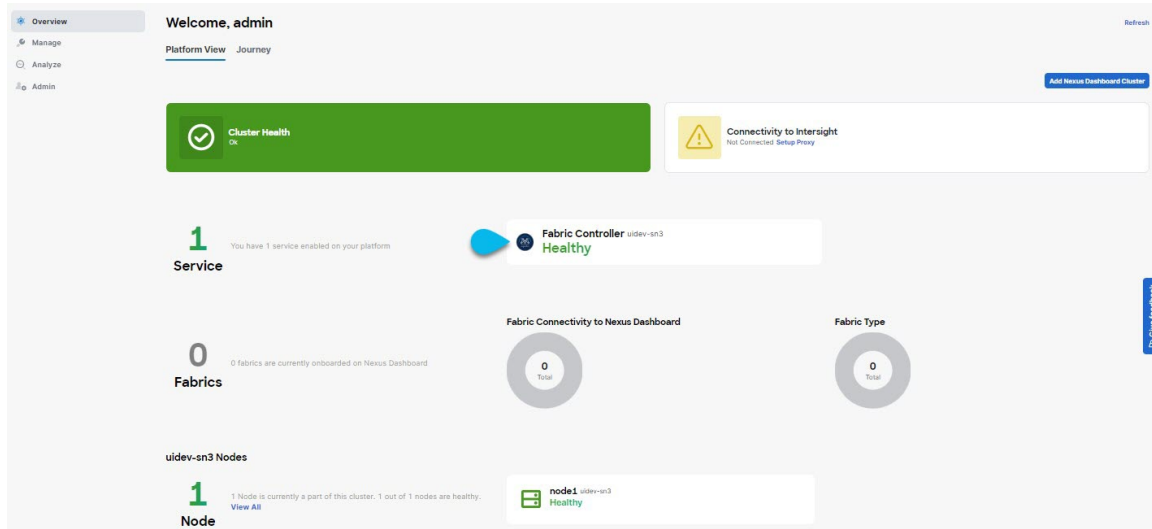 Overview
Manage
Analyze
Admin
Welcome, admin
Refresh
Platform View Journey
Add Nexus Dashboard Cluster
Cluster Health
Ok
Connectivity to Intersight
Not Connected Setup Proxy
1
Service
You have 1 service enabled on your platform
Fabric Controller uidev-sn3
Healthy
0
Fabrics
0 fabrics are currently onboarded on Nexus Dashboard
Fabric Connectivity to Nexus Dashboard
0
Total
Fabric Type
0
Total
uidev-sn3 Nodes
1
Node
1 Node is currently a part of this cluster. 1 out of 1 nodes are healthy.
View All
node1 uidev-sn3
Healthy